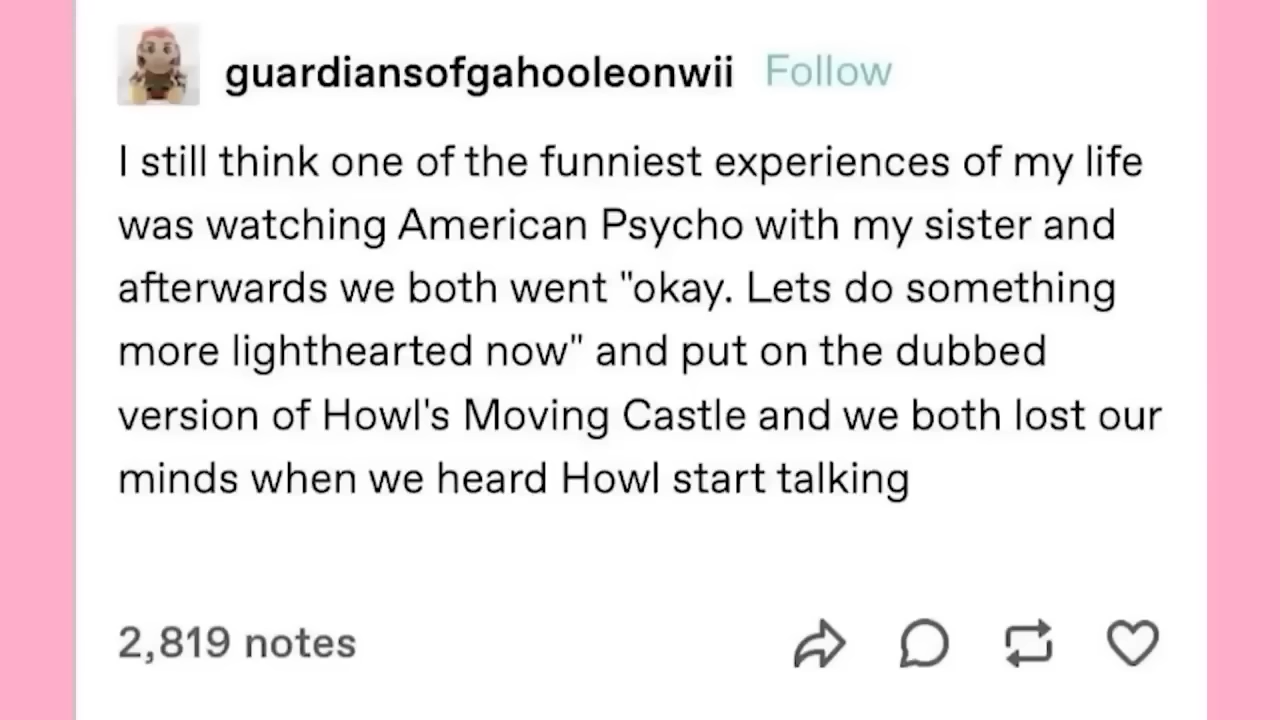 guardiansofgahooleonwii Follow
I still think one of the funniest experiences of my life
was watching American Psycho with my sister and
afterwards we both went "okay. Lets do something
more lighthearted now" and put on the dubbed
version of Howl's Moving Castle and we both lost our
minds when we heard Howl start talking
2,819 notes